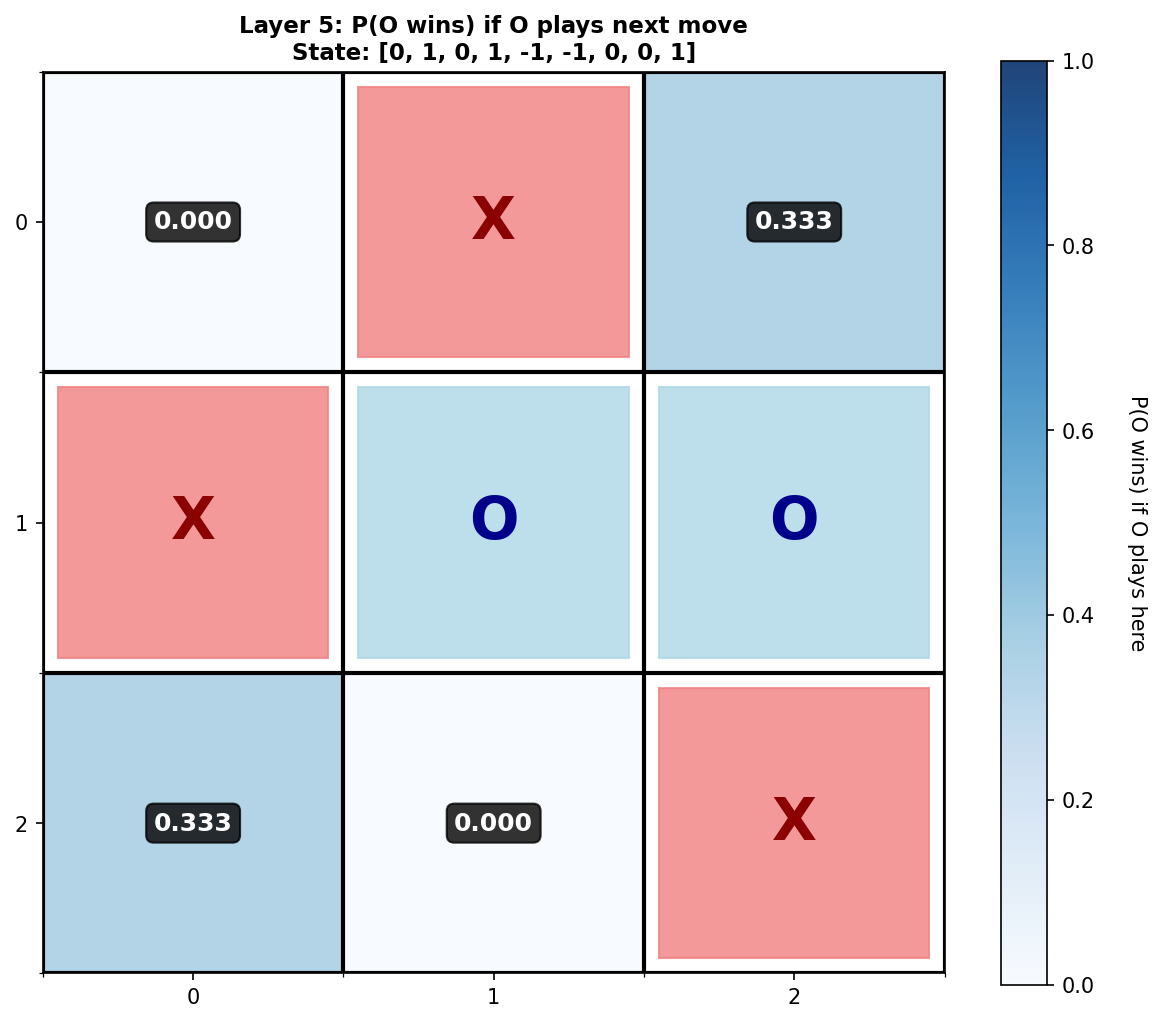 Layer 5: P(O wins) if O plays next move
State: [0, 1, 0, 1, -1, -1, 0, 0, 1]
0
0.000
X
0.333
1
X
O
O
2
0.333
0.000
X
0
1
2
1.0
0.8
0.6
0.4
0.2
0.0
P(O wins) if O plays here